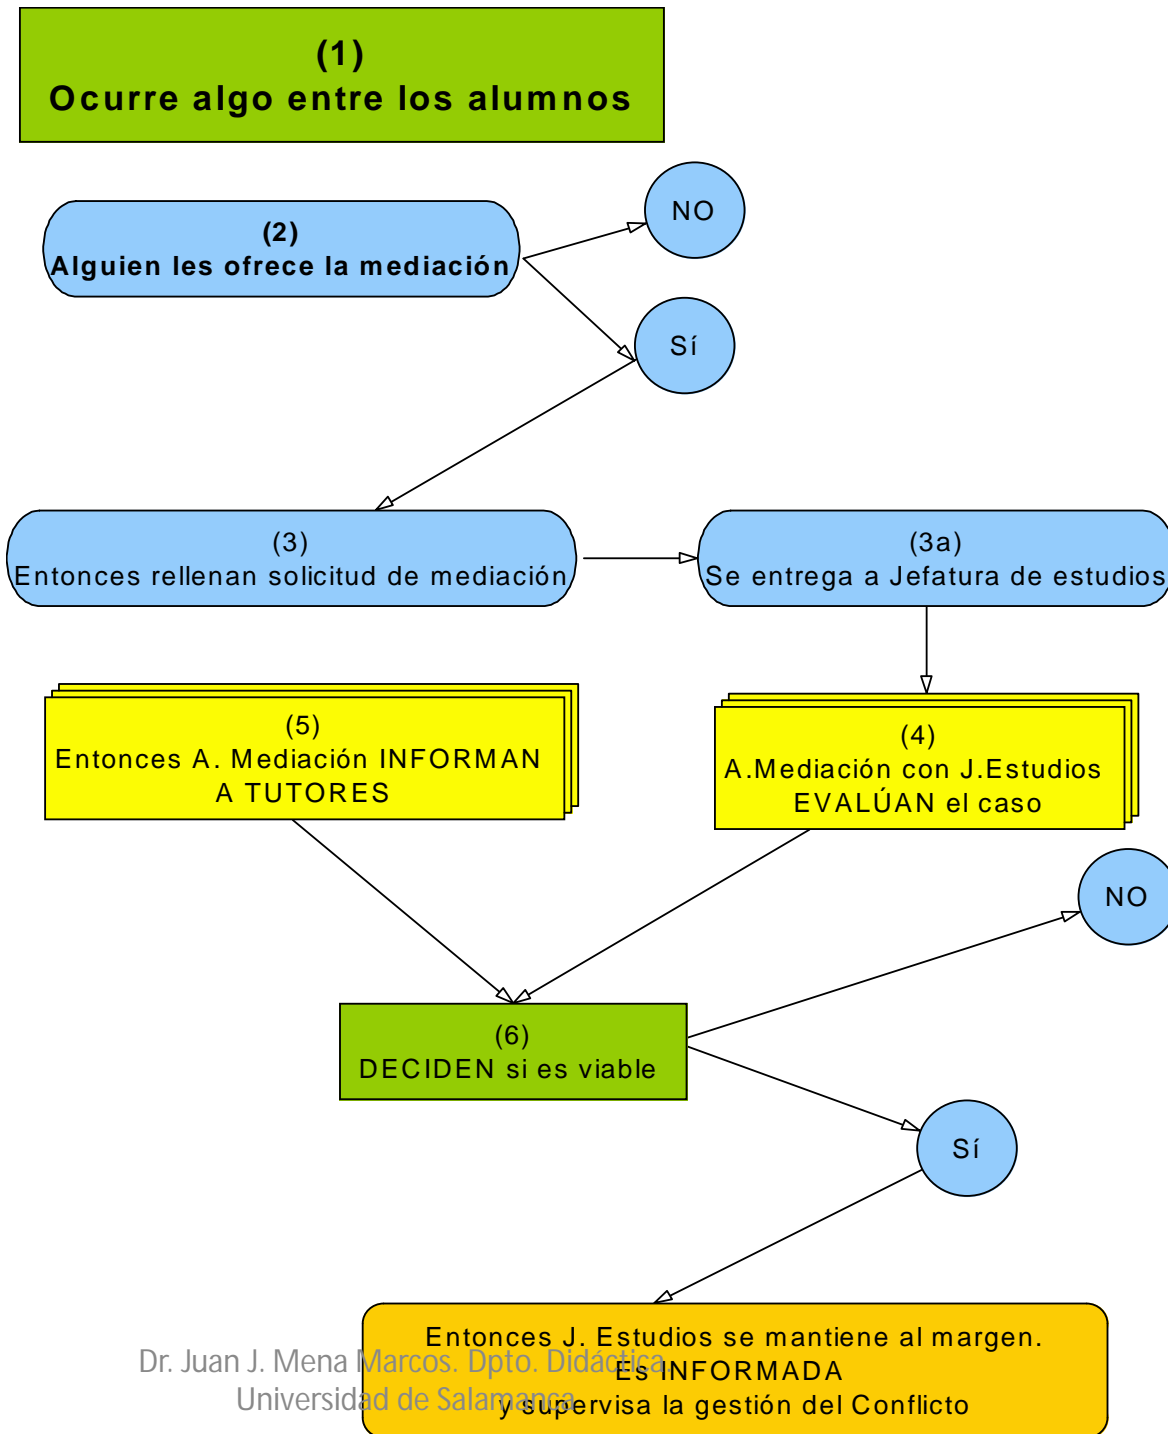 (1)
Ocurre algo entre los alumnos
NO
(2)
Alguien les ofrece la mediación
Sí
(3)
Entonces rellenan solicitud de mediación
(3a)
Se entrega a Jefatura de estudios
(5)
Entonces A. Mediación INFORMAN
A TUTORES
(4)
A.Mediación con J.Estudios
EVALÚAN el caso
NO
(6)
DECIDEN si es viable
Sí
Entonces J. Estudios se mantiene al margen.
Es INFORMADA
y supervisa la gestión del Conflicto
Dr. Juan J. Mena Marcos. Dpto. Didáctica.
Universidad de Salamanca